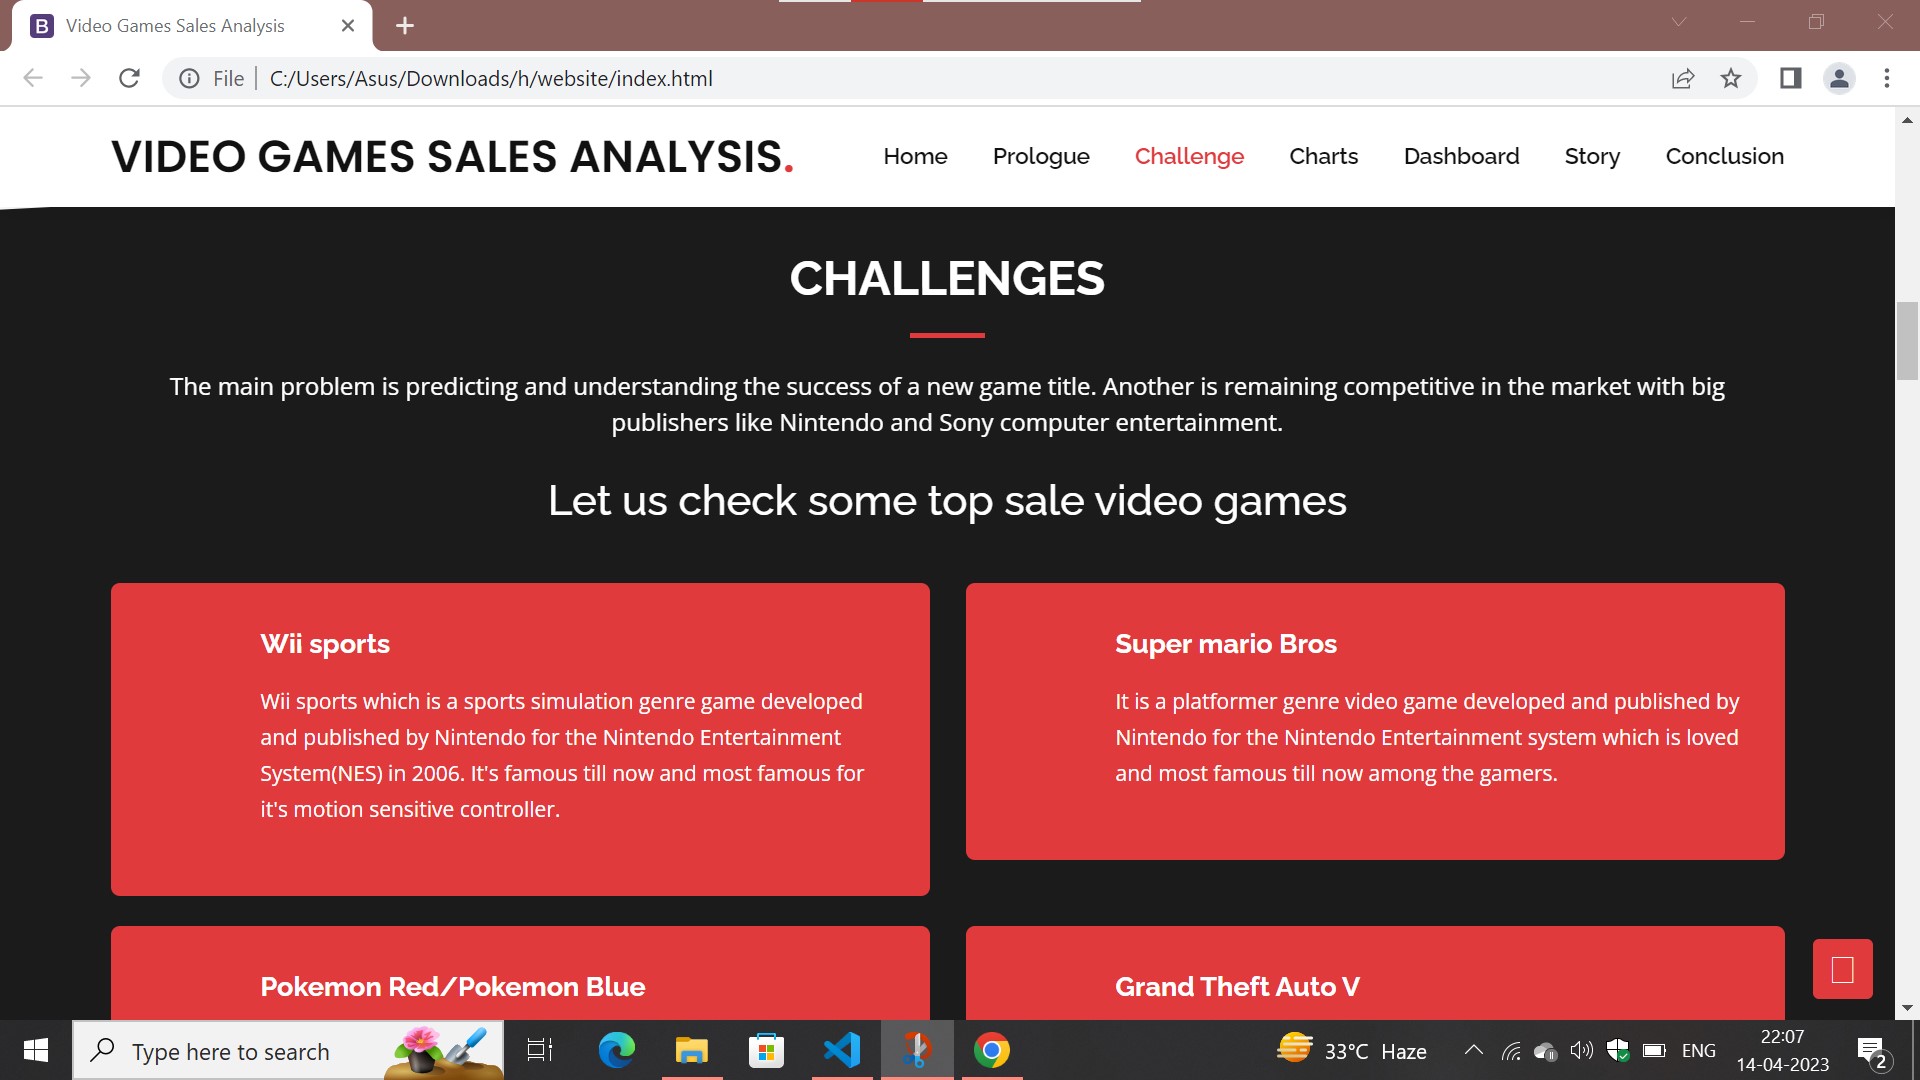 B Video Games Sales Analysis
File C:/Users/Asus/Downloads/h/website/index.html
VIDEO GAMES SALES ANALYSIS.
Home Prologue Challenge Charts Dashboard Story Conclusion
CHALLENGES
The main problem is predicting and understanding the success of a new game title. Another is remaining competitive in the market with big
publishers like Nintendo and Sony computer entertainment.
Let us check some top sale video games
Wii sports
Wii sports which is a sports simulation genre game developed
and published by Nintendo for the Nintendo Entertainment
System(NES) in 2006. It's famous till now and most famous for
it's motion sensitive controller.
Super mario Bros
It is a platformer genre video game developed and published by
Nintendo for the Nintendo Entertainment system which is loved
and most famous till now among the gamers.
Pokemon Red/Pokemon Blue
Grand Theft Auto V
Type here to search
33°C Haze
ENG
22:07
14-04-2023
2